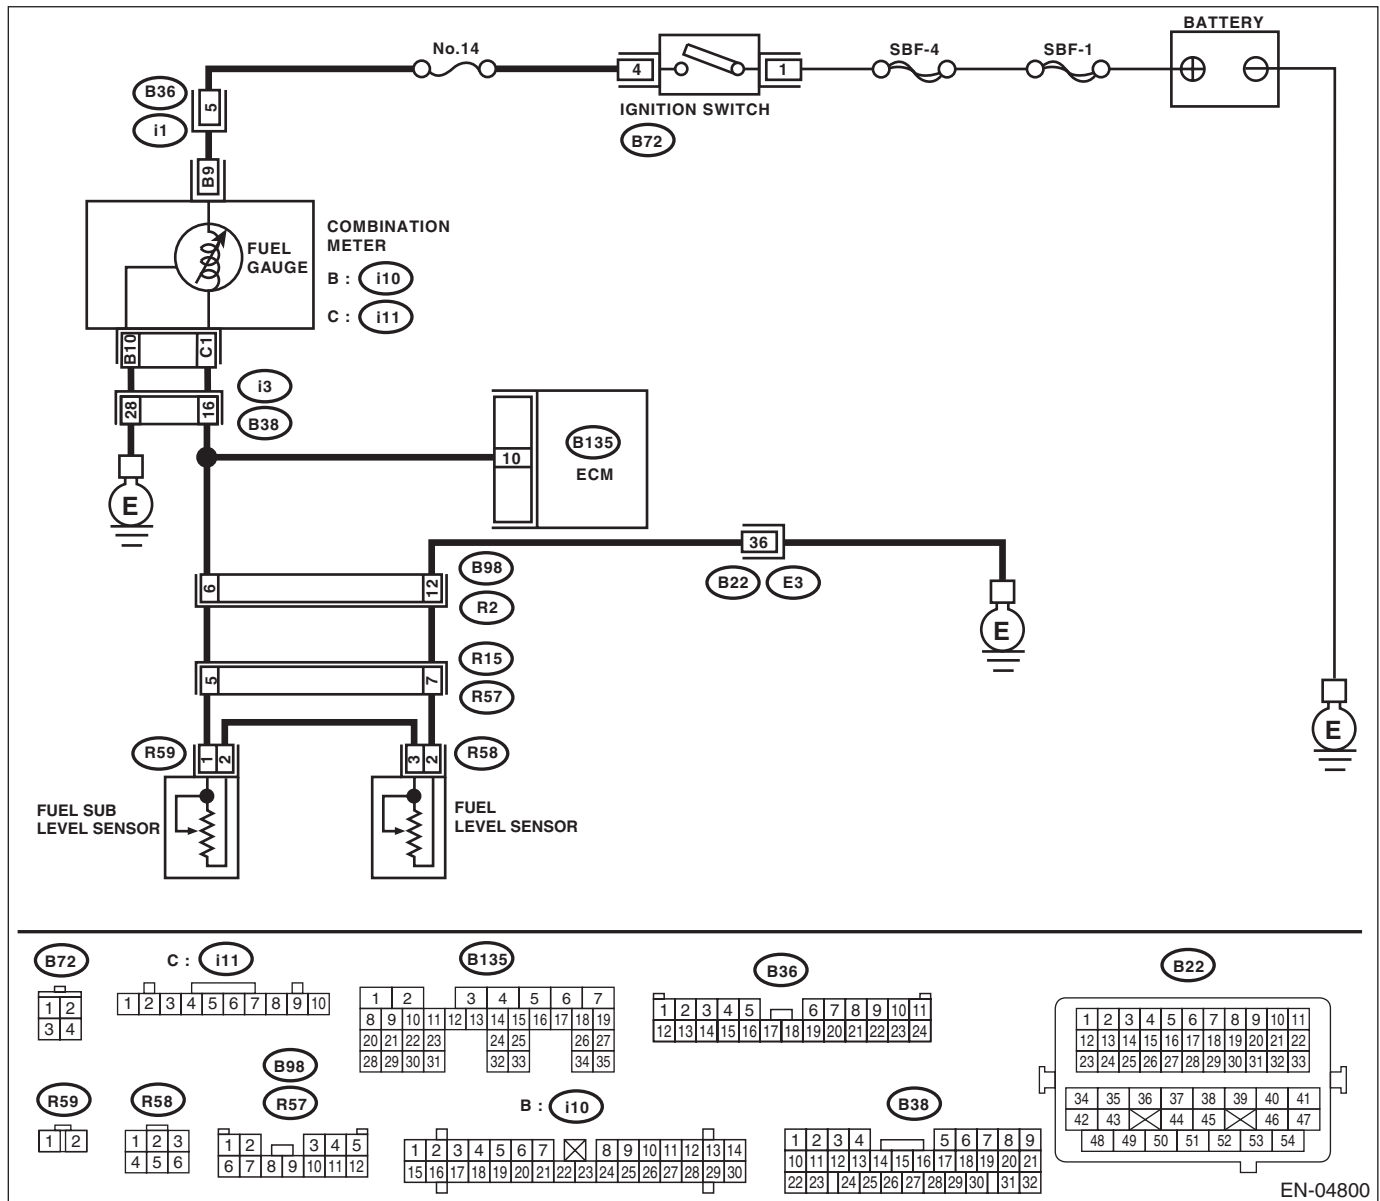 BATTERY
No.14
SBF-4
SBF-1
4
1
IGNITION SWITCH
B72
B36
5
i1
B9
FUEL
GAUGE
COMBINATION
METER
B : i10
C : i11
B10
C1
i3
28
16
B38
E
10
B135
ECM
36
B22
E3
E
B98
6
12
R2
R15
5
7
R57
R59
1 2
3 2
R58
FUEL SUB
LEVEL SENSOR
FUEL
LEVEL SENSOR
E
B72
1 2
3 4
C : i11
1 2 3 4 5 6 7 8 9 10
B135
1 2 3 4 5 6 7
8 9 10 11 12 13 14 15 16 17 18 19
20 21 22 23 24 25 26 27
28 29 30 31 32 33 34 35
B36
1 2 3 4 5 6 7 8 9 10 11
12 13 14 15 16 17 18 19 20 21 22 23 24
B22
1 2 3 4 5 6 7 8 9 10 11
12 13 14 15 16 17 18 19 20 21 22
23 24 25 26 27 28 29 30 31 32 33
34 35 36 37 38 39 40 41
42 43 44 45 46 47
48 49 50 51 52 53 54
R59
1 2
R58
1 2 3
4 5 6
B98
R57
1 2 3 4 5
6 7 8 9 10 11 12
B : i10
1 2 3 4 5 6 7 8 9 10 11 12 13 14
15 16 17 18 19 20 21 22 23 24 25 26 27 28 29 30
B38
1 2 3 4 5 6 7 8 9
10 11 12 13 14 15 16 17 18 19 20 21
22 23 24 25 26 27 28 29 30 31 32
EN-04800